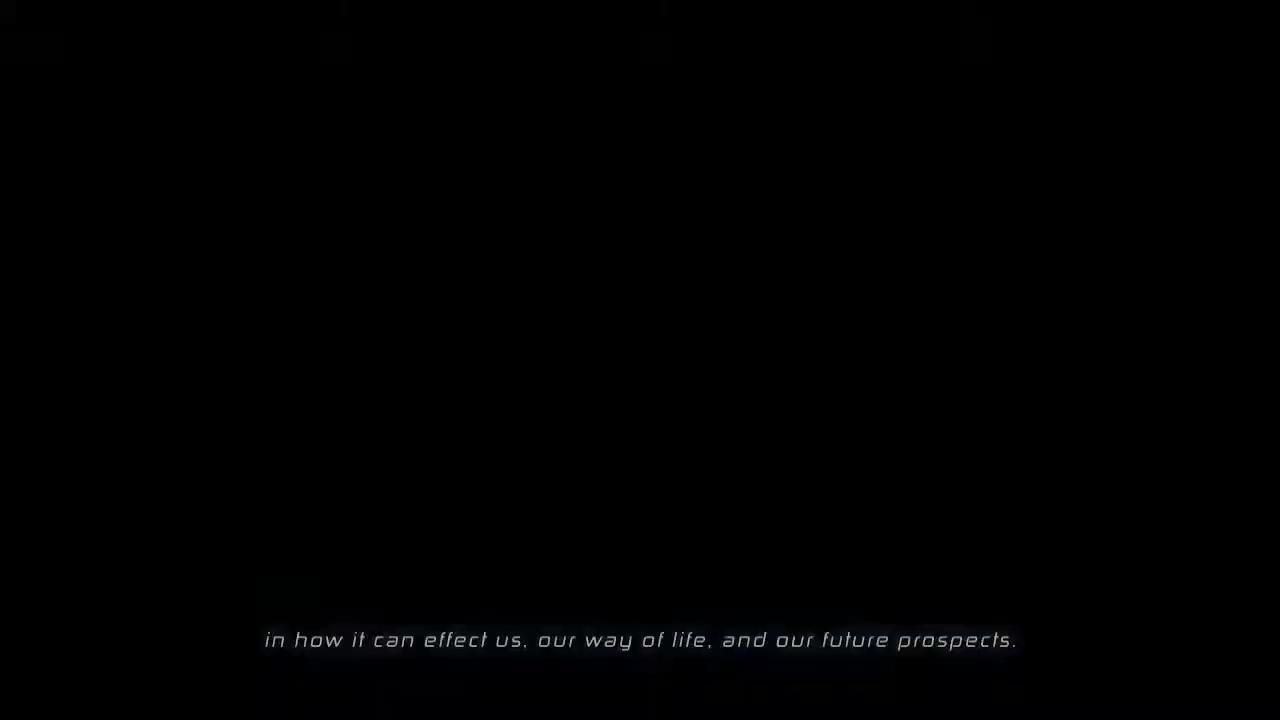 in how it can effect us, our way of life, and our future prospects.